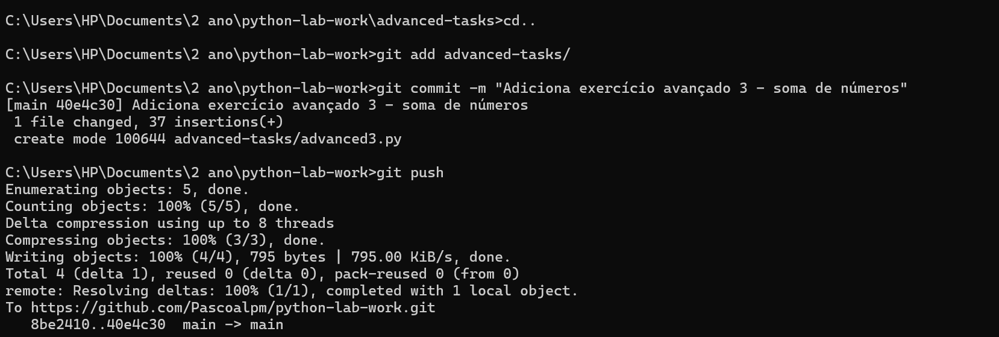 C:\Users\HP\Documents\2 ano\python-lab-work\advanced-tasks>cd..
C:\Users\HP\Documents\2 ano\python-lab-work>git add advanced-tasks/
C:\Users\HP\Documents\2 ano\python-lab-work>git commit -m "Adiciona exercício avançado 3 - soma de números"
[main 40e4c30] Adiciona exercício avançado 3 - soma de números
 1 file changed, 37 insertions(+)
 create mode 100644 advanced-tasks/advanced3.py
C:\Users\HP\Documents\2 ano\python-lab-work>git push
Enumerating objects: 5, done.
Counting objects: 100% (5/5), done.
Delta compression using up to 8 threads
Compressing objects: 100% (3/3), done.
Writing objects: 100% (4/4), 795 bytes | 795.00 KiB/s, done.
Total 4 (delta 1), reused 0 (delta 0), pack-reused 0 (from 0)
remote: Resolving deltas: 100% (1/1), completed with 1 local object.
To https://github.com/Pascoalpm/python-lab-work.git
   8be2410..40e4c30  main -> main